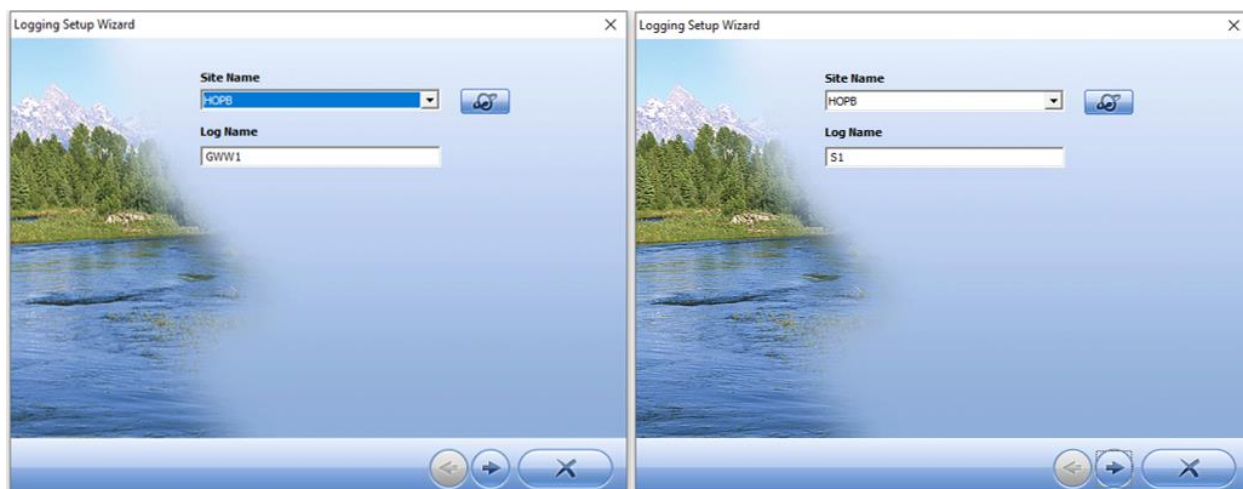 Logging Setup Wizard
Site Name
HOPB
Log Name
GWW1
Logging Setup Wizard
Site Name
HOPB
Log Name
S1